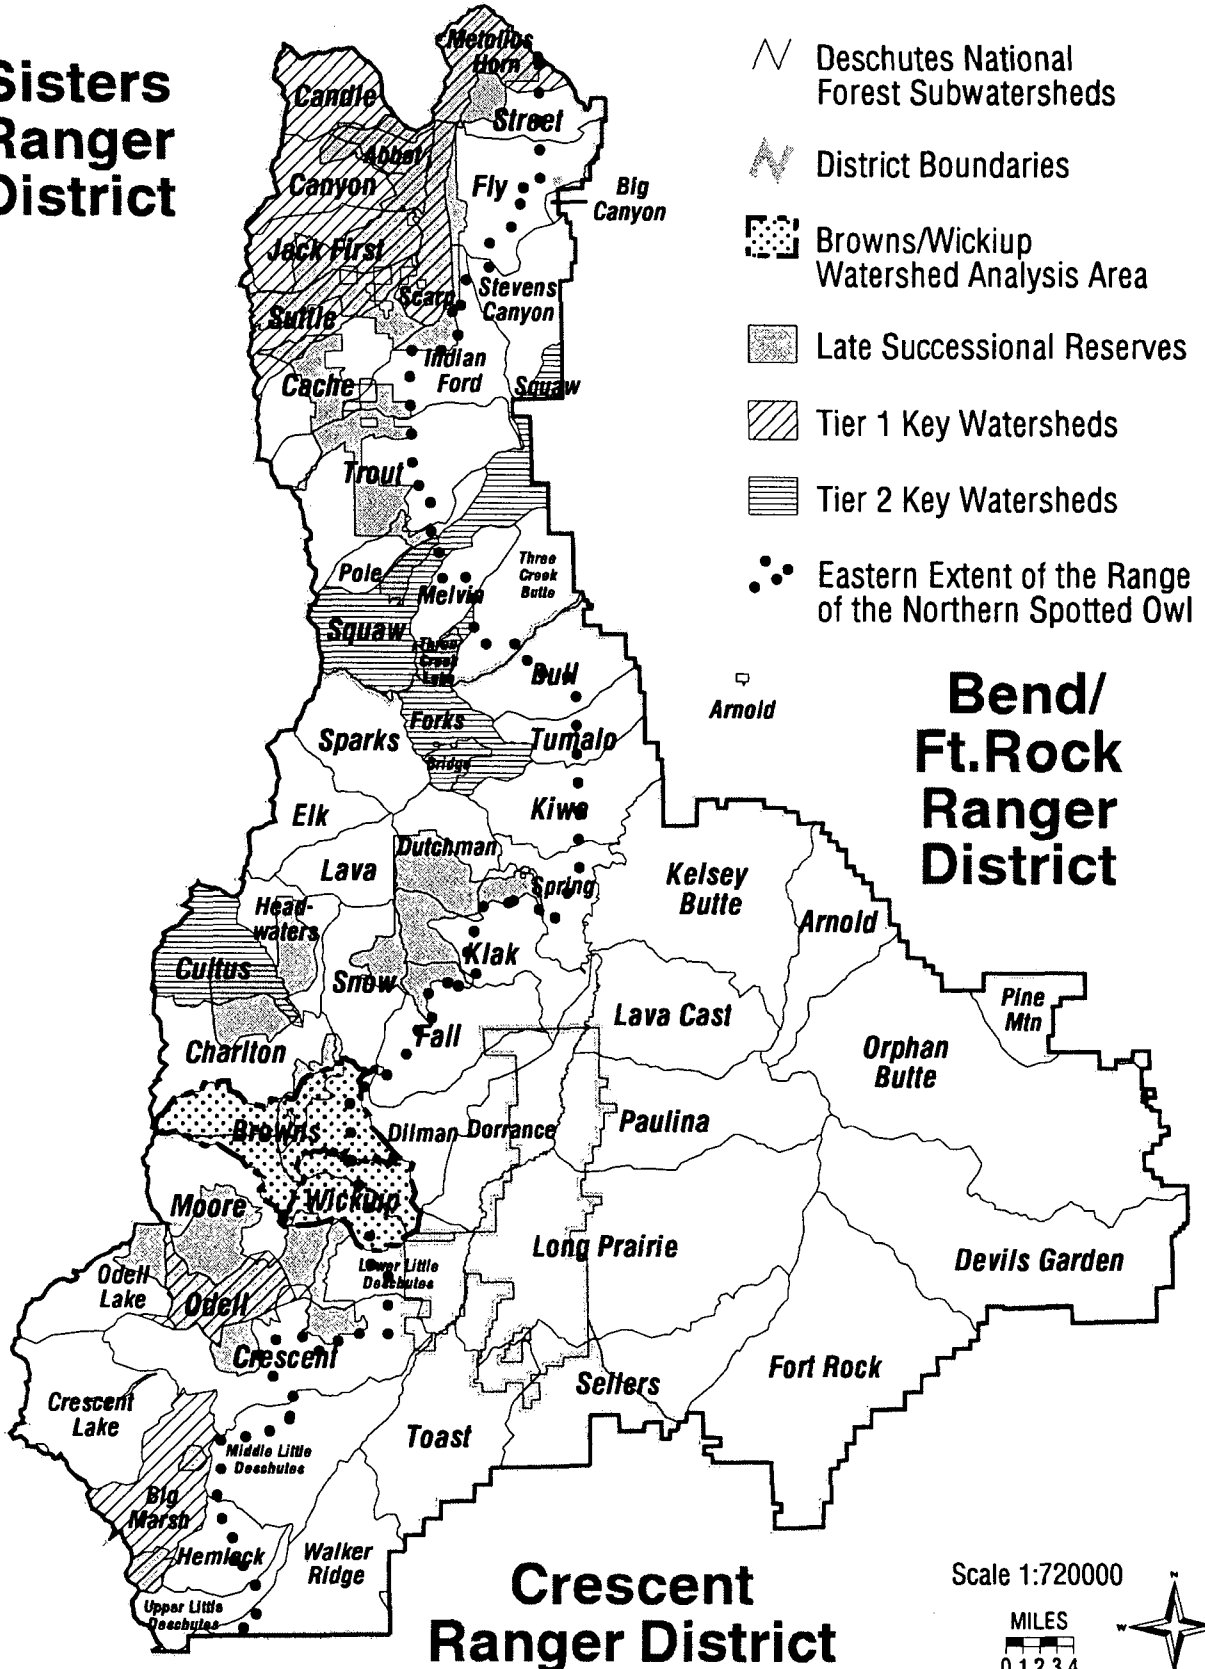 Sisters
Ranger
District
Deschutes National
Forest Subwatersheds
District Boundaries
Browns/Wickiup
Watershed Analysis Area
Late Successional Reserves
Tier 1 Key Watersheds
Tier 2 Key Watersheds
Eastern Extent of the Range
of the Northern Spotted Owl
Metolios
Horn
Candle
Street
Abbot
Canyon
Fly
Big
Canyon
Jack First
Scarp
Stevens
Canyon
Suttle
Indian
Ford
Cache
Squaw
Trout
Pole
Three
Creek
Butte
Melvin
Squaw
Three
Creek
Lake
Bull
Arnold
Bend/
Ft.Rock
Ranger
District
Forks
Sparks
Tumalo
Bridge
Elk
Kiwa
Dutchman
Lava
Spring
Kelsey
Butte
Head-
waters
Arnold
Klak
Cultus
Snow
Pine
Mtn
Lava Cast
Fall
Charlton
Orphan
Butte
Browns
Dilman
Dorrance
Paulina
Moore
Wickiup
Long Prairie
Lower Little
Deschutes
Devils Garden
Odell
Lake
Odell
Crescent
Fort Rock
Sellers
Crescent
Lake
Toast
Middle Little
Deschutes
Big
Marsh
Hemlock
Walker
Ridge
Upper Little
Deschutes
Crescent
Ranger District
Scale 1:720000
MILES
0 1 2 3 4
N
W